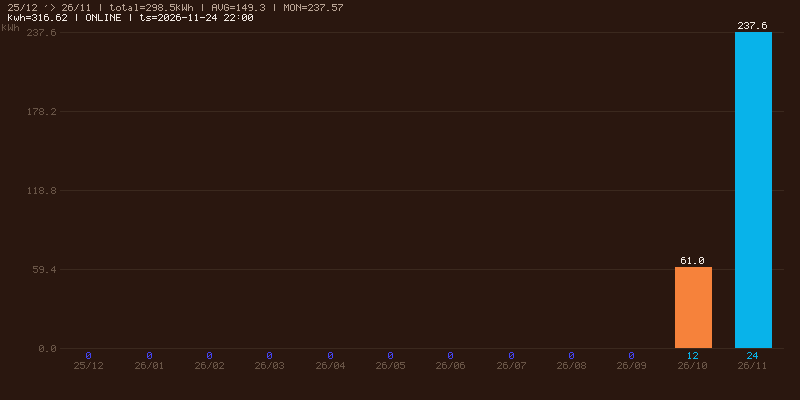 25/12 -> 26/11 | total=298.5kWh | AVG=149.3 | MON=237.57
Kwh=316.62 | ONLINE | ts=2026-11-24 22:00
kWh
237.6
237.6
178.2
118.8
59.4
61.0
0.0
0 0 0 0 0 0 0 0 0 0 12 24
25/12 26/01 26/02 26/03 26/04 26/05 26/06 26/07 26/08 26/09 26/10 26/11